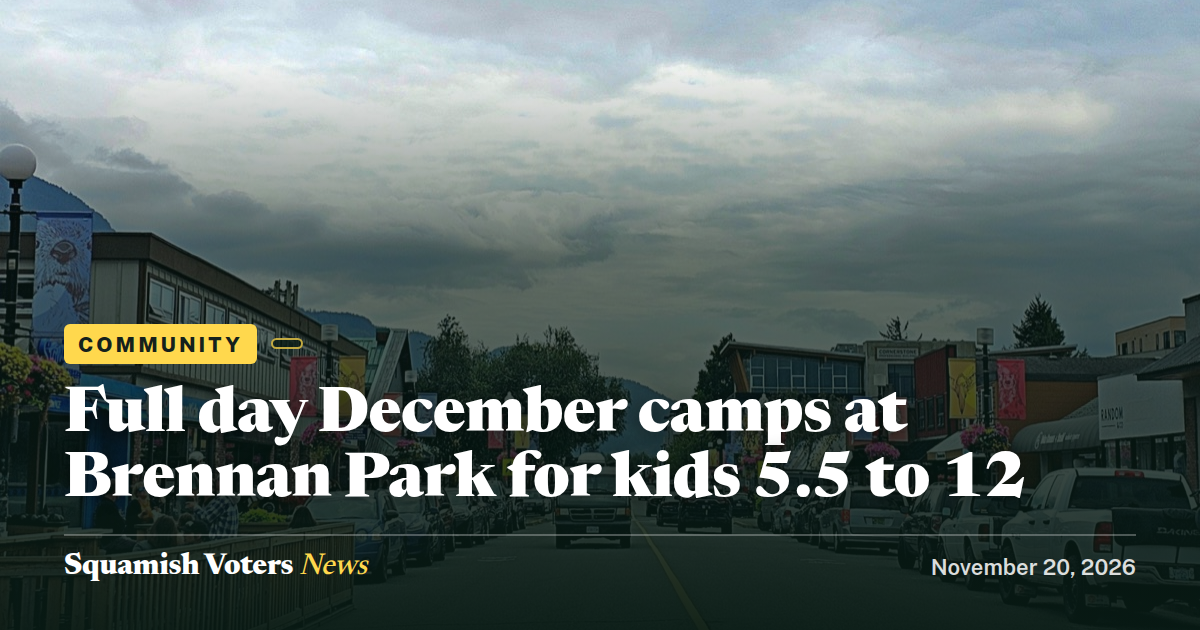 COMMUNITY
Full day December camps at
Brennan Park for kids 5.5 to 12
Squamish Voters News
November 20, 2026
RANDOM